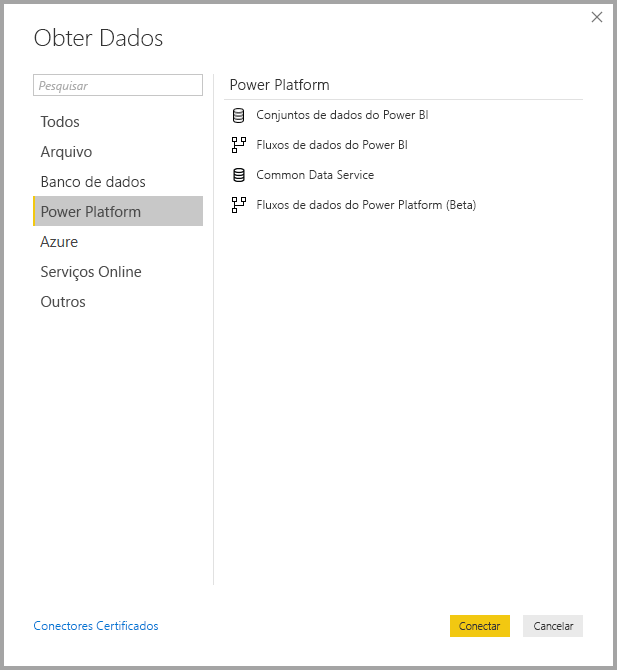 Obter Dados
Pesquisar
Todos
Arquivo
Banco de dados
Power Platform
Azure
Serviços Online
Outros
Power Platform
Conjuntos de dados do Power BI
Fluxos de dados do Power BI
Common Data Service
Fluxos de dados do Power Platform (Beta)
Conectores Certificados
Conectar
Cancelar